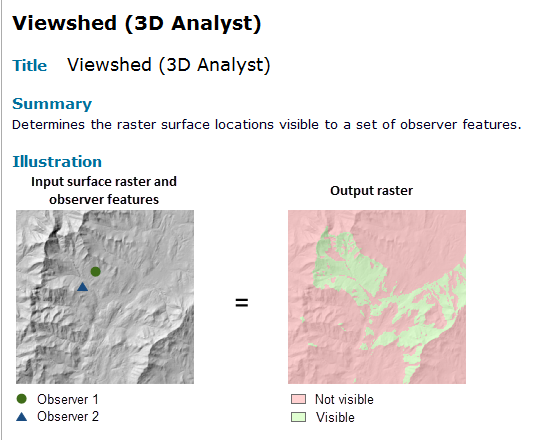 Viewshed (3D Analyst)
Title Viewshed (3D Analyst)
Summary
Determines the raster surface locations visible to a set of observer features.
Illustration
Input surface raster and
observer features
Output raster
=
Observer 1
Observer 2
Not visible
Visible